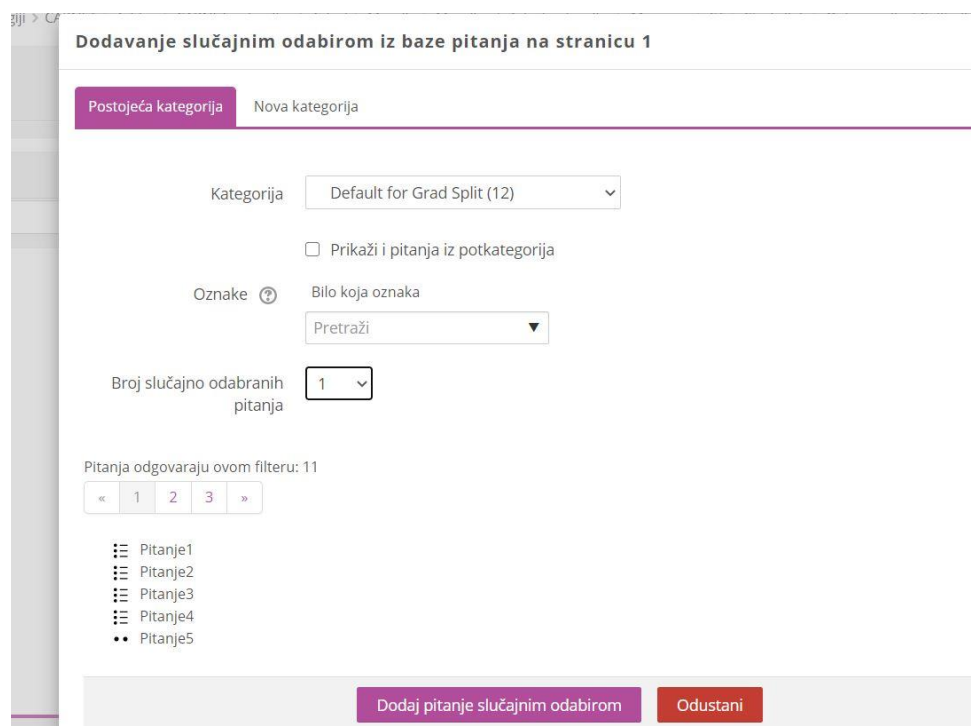 giji > CA
Dodavanje slučajnim odabirom iz baze pitanja na stranicu 1
Postojeća kategorija Nova kategorija
Kategorija Default for Grad Split (12)
Prikaži i pitanja iz potkategorija
Oznake ? Bilo koja oznaka
Pretraži ▼
Broj slučajno odabranih 1
pitanja
Pitanja odgovaraju ovom filteru: 11
« 1 2 3 »
Pitanje1
Pitanje2
Pitanje3
Pitanje4
Pitanje5
Dodaj pitanje slučajnim odabirom Odustani